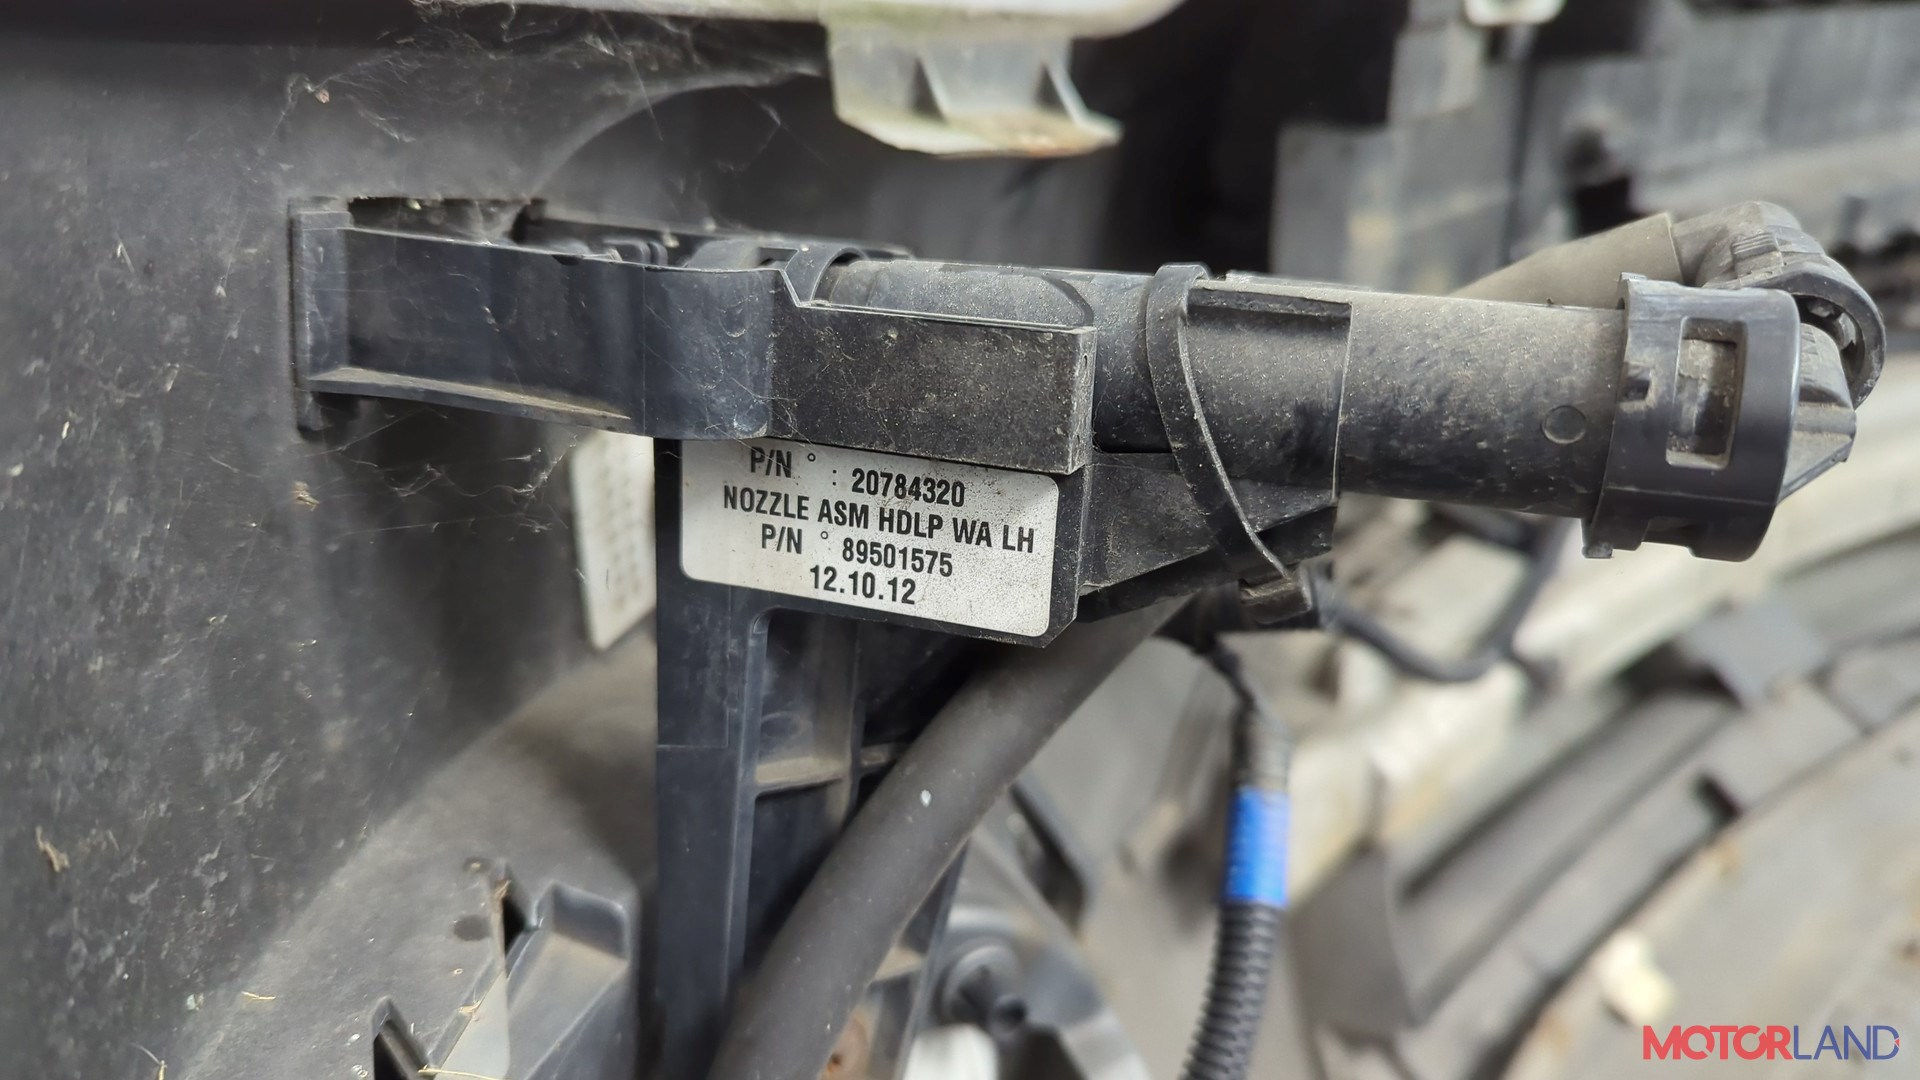 P/N ° : 20784320
NOZZLE ASM HDLP WA LH
P/N ° 89501575
12.10.12
MOTORLAND